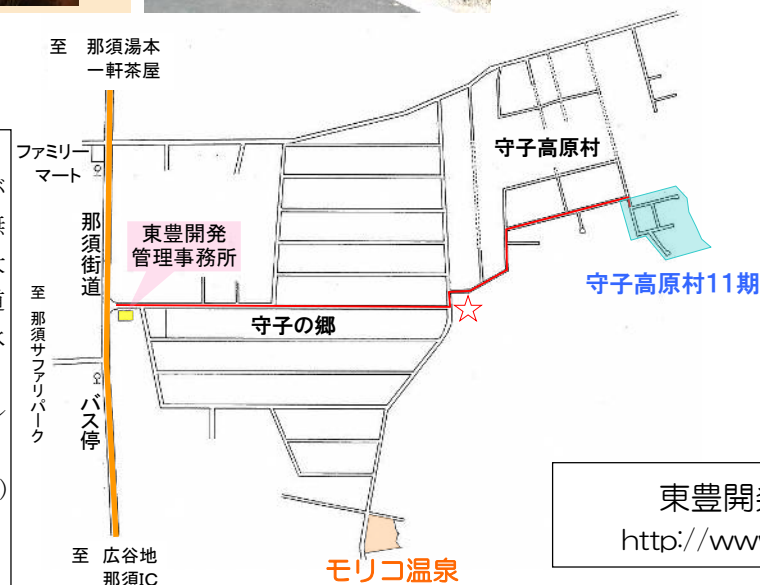 至 那須湯本
一軒茶屋
ファミリー
マート
守子高原村
那須街道
東豊開発
管理事務所
守子高原村11期
至 那須サファリパーク
守子の郷
バス停
東豊開
http://www
至 広谷地
那須IC
モリコ温泉